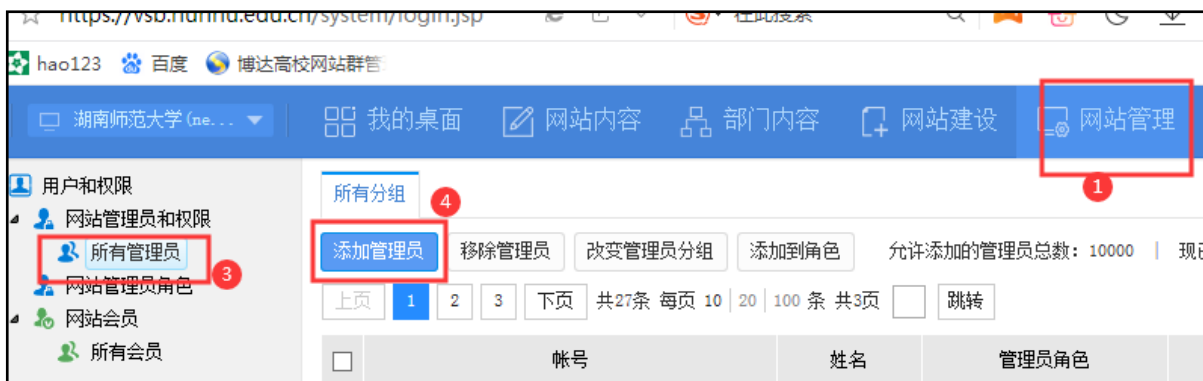 https://vsb.hunnu.edu.cn/system/login.jsp 在此搜索
hao123 百度 博达高校网站群管
湖南师范大学(ne... 我的桌面 网站内容 部门内容 网站建设 网站管理
1
用户和权限
网站管理员和权限
所有管理员
3
网站管理员角色
网站会员
所有会员
所有分组
4
添加管理员 移除管理员 改变管理员分组 添加到角色 允许添加的管理员总数: 10000 | 现已
上页 1 2 3 下页 共27条 每页 10 | 20 | 100 条 共3页 跳转
帐号 姓名 管理员角色